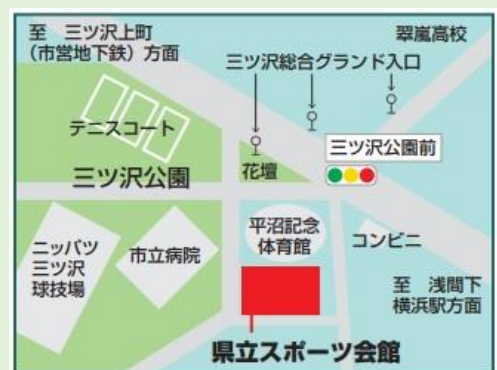 至 三ツ沢上町
（市営地下鉄）方面
翠嵐高校
三ツ沢総合グランド入口
テニスコート
三ツ沢公園前
三ツ沢公園
花壇
平沼記念
体育館
コンビニ
ニッパツ
三ツ沢
球技場
市立病院
至 浅間下
横浜駅方面
県立スポーツ会館